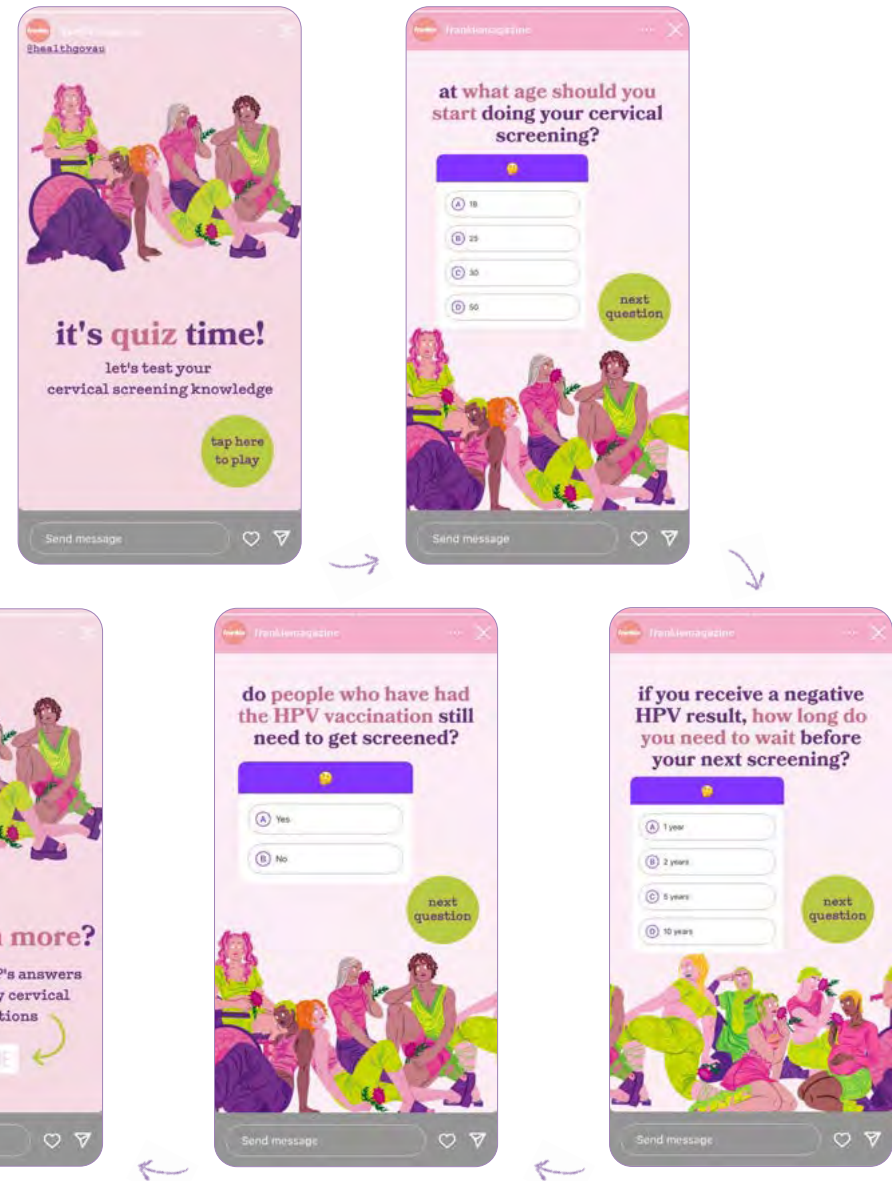 frankie
@healthgovau
it's quiz time!
let's test your
cervical screening knowledge
tap here
to play
Send message
frankie frankiemagazine
at what age should you
start doing your cervical
screening?
A 18
B 25
C 30
D 50
next
question
Send message
frankie frankiemagazine
if you receive a negative
HPV result, how long do
you need to wait before
your next screening?
A 1 year
B 2 years
C 5 years
D 10 years
next
question
Send message
frankie frankiemagazine
do people who have had
the HPV vaccination still
need to get screened?
A Yes
B No
next
question
Send message
more?
P's answers
cervical
tions